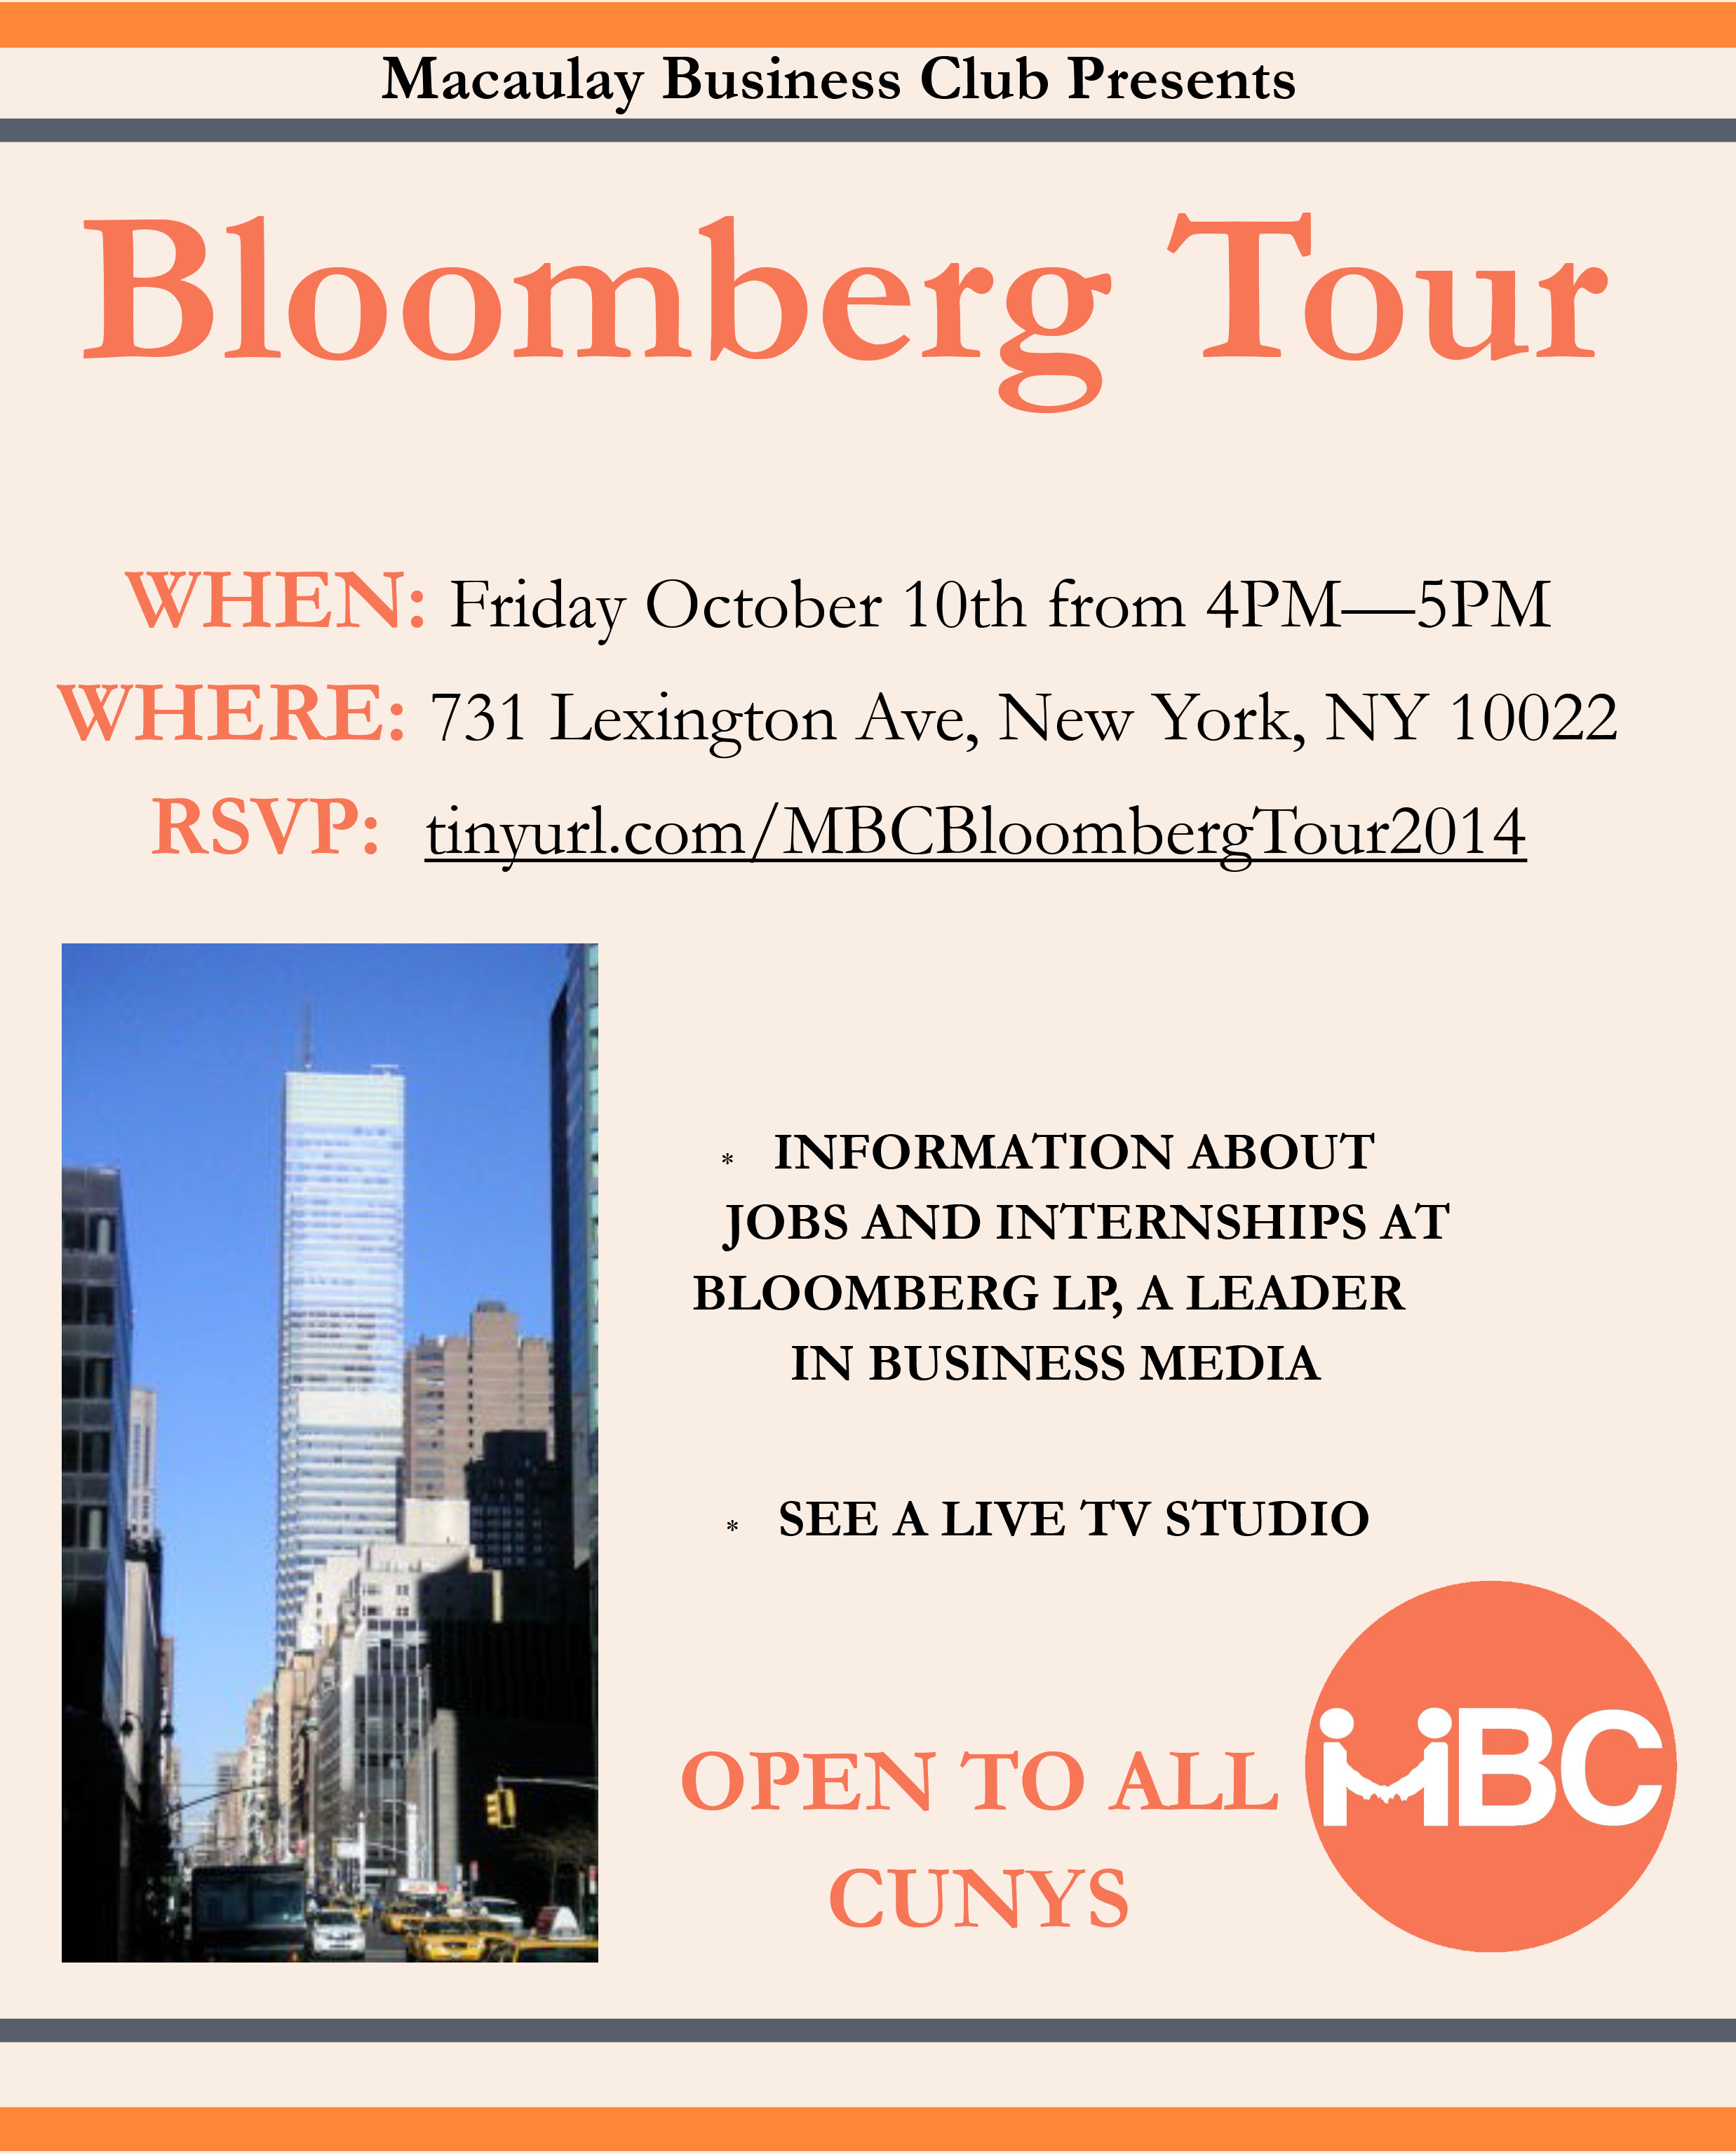 Macaulay Business Club Presents
Bloomberg Tour
WHEN: Friday October 10th from 4PM—5PM
WHERE: 731 Lexington Ave, New York, NY 10022
RSVP: tinyurl.com/MBCBloombergTour2014
* INFORMATION ABOUT
JOBS AND INTERNSHIPS AT
BLOOMBERG LP, A LEADER
IN BUSINESS MEDIA
* SEE A LIVE TV STUDIO
OPEN TO ALL
CUNYS
MBC